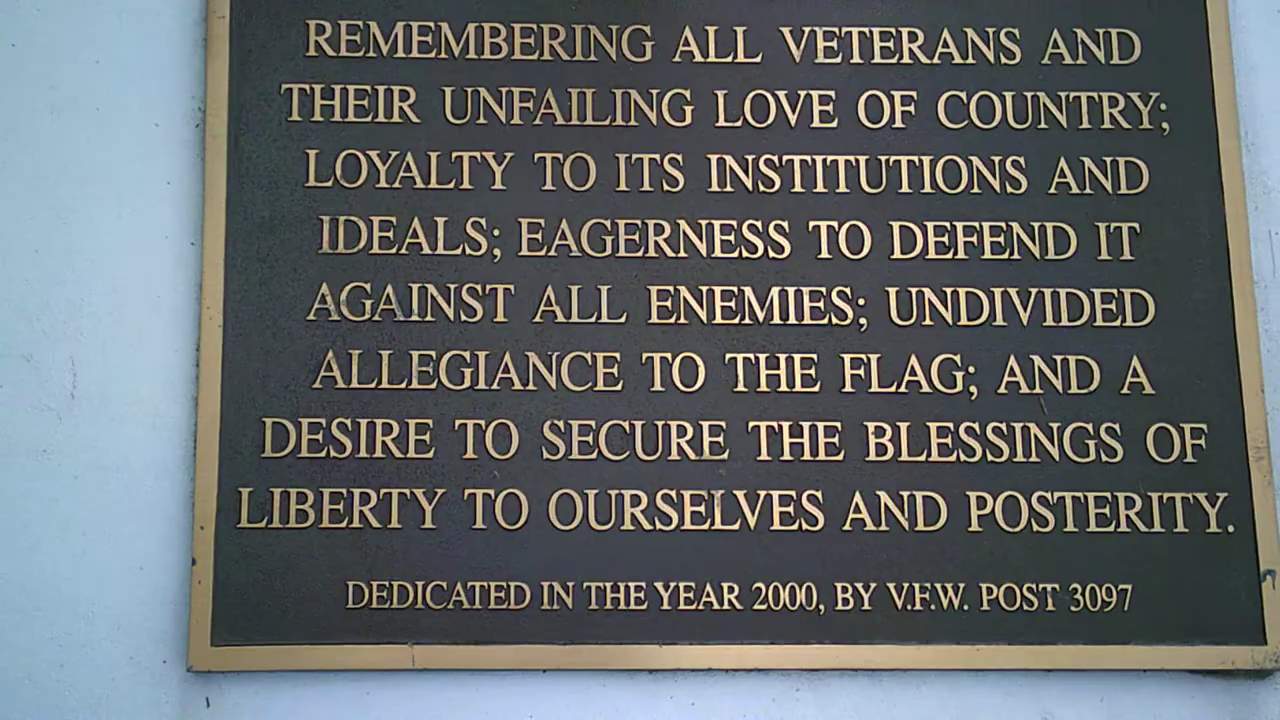 REMEMBERING ALL VETERANS AND
THEIR UNFAILING LOVE OF COUNTRY;
LOYALTY TO ITS INSTITUTIONS AND
IDEALS; EAGERNESS TO DEFEND IT
AGAINST ALL ENEMIES; UNDIVIDED
ALLEGIANCE TO THE FLAG; AND A
DESIRE TO SECURE THE BLESSINGS OF
LIBERTY TO OURSELVES AND POSTERITY.
DEDICATED IN THE YEAR 2000, BY V.F.W. POST 3097